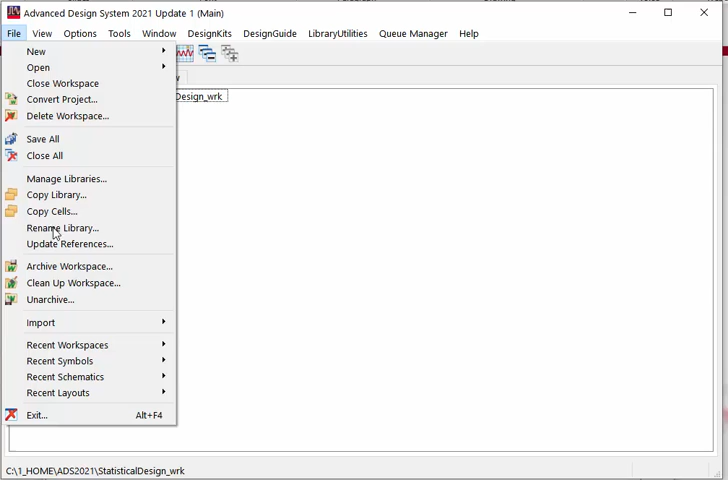 Advanced Design System 2021 Update 1 (Main)
File View Options Tools Window DesignKits DesignGuide LibraryUtilities Queue Manager Help
New
Open
Close Workspace
Convert Project...
Design_wrk
Delete Workspace...
Save All
Close All
Manage Libraries...
Copy Library...
Copy Cells...
Rename Library...
Update References...
Archive Workspace...
Clean Up Workspace...
Unarchive...
Import
Recent Workspaces
Recent Symbols
Recent Schematics
Recent Layouts
Exit... Alt+F4
C:\1_HOME\ADS2021\StatisticalDesign_wrk